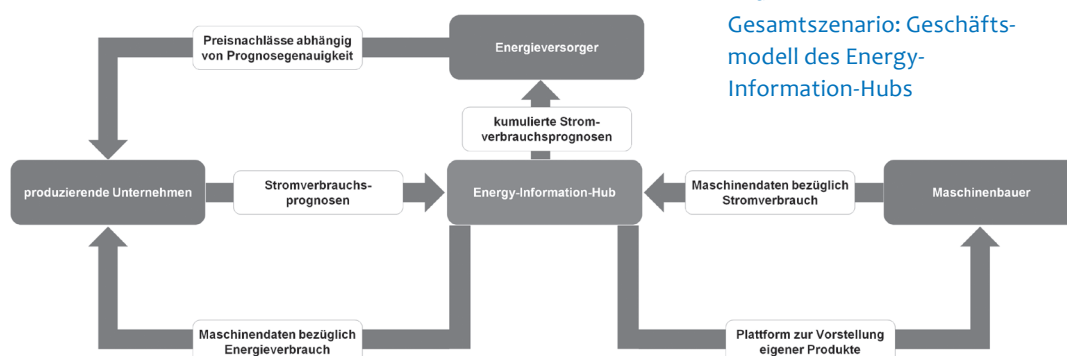 Gesamtszenario: Geschäfts-
modell des Energy-
Information-Hubs
Preisnachlässe abhängig
von Prognosegenauigkeit
Energieversorger
kumulierte Strom-
verbrauchsprognosen
produzierende Unternehmen
Stromverbrauchs-
prognosen
Energy-Information-Hub
Maschinendaten bezüglich
Stromverbrauch
Maschinenbauer
Maschinendaten bezüglich
Energieverbrauch
Plattform zur Vorstellung
eigener Produkte